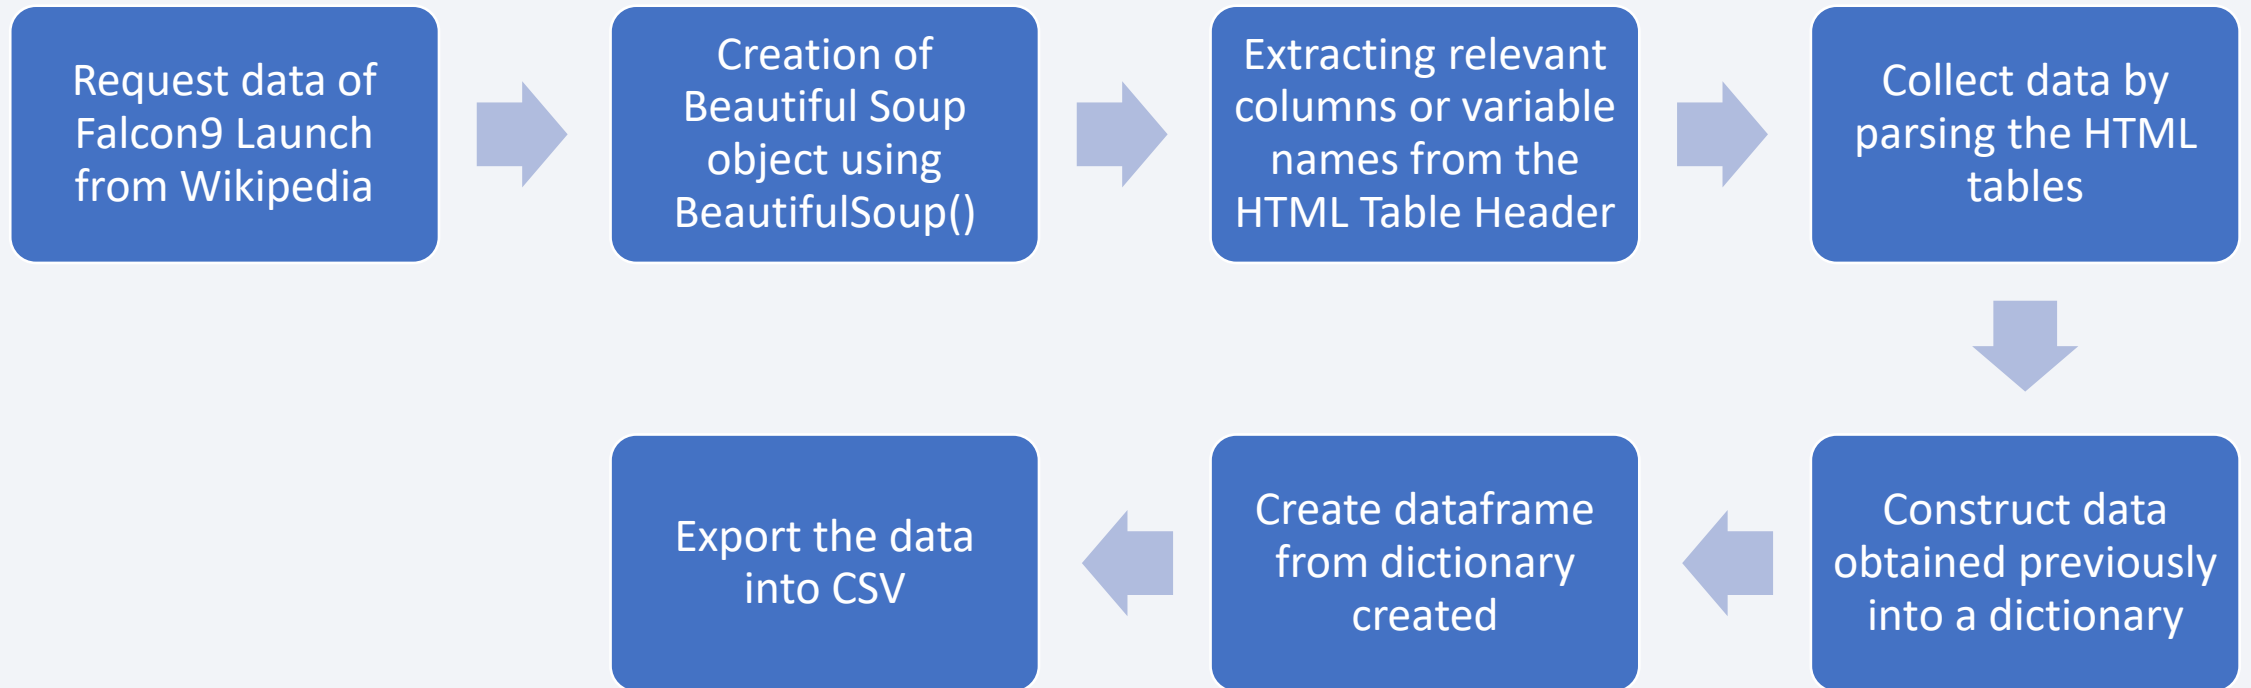 Request data of
Falcon9 Launch
from Wikipedia
Creation of
Beautiful Soup
object using
BeautifulSoup()
Extracting relevant
columns or variable
names from the
HTML Table Header
Collect data by
parsing the HTML
tables
Construct data
obtained previously
into a dictionary
Create dataframe
from dictionary
created
Export the data
into CSV